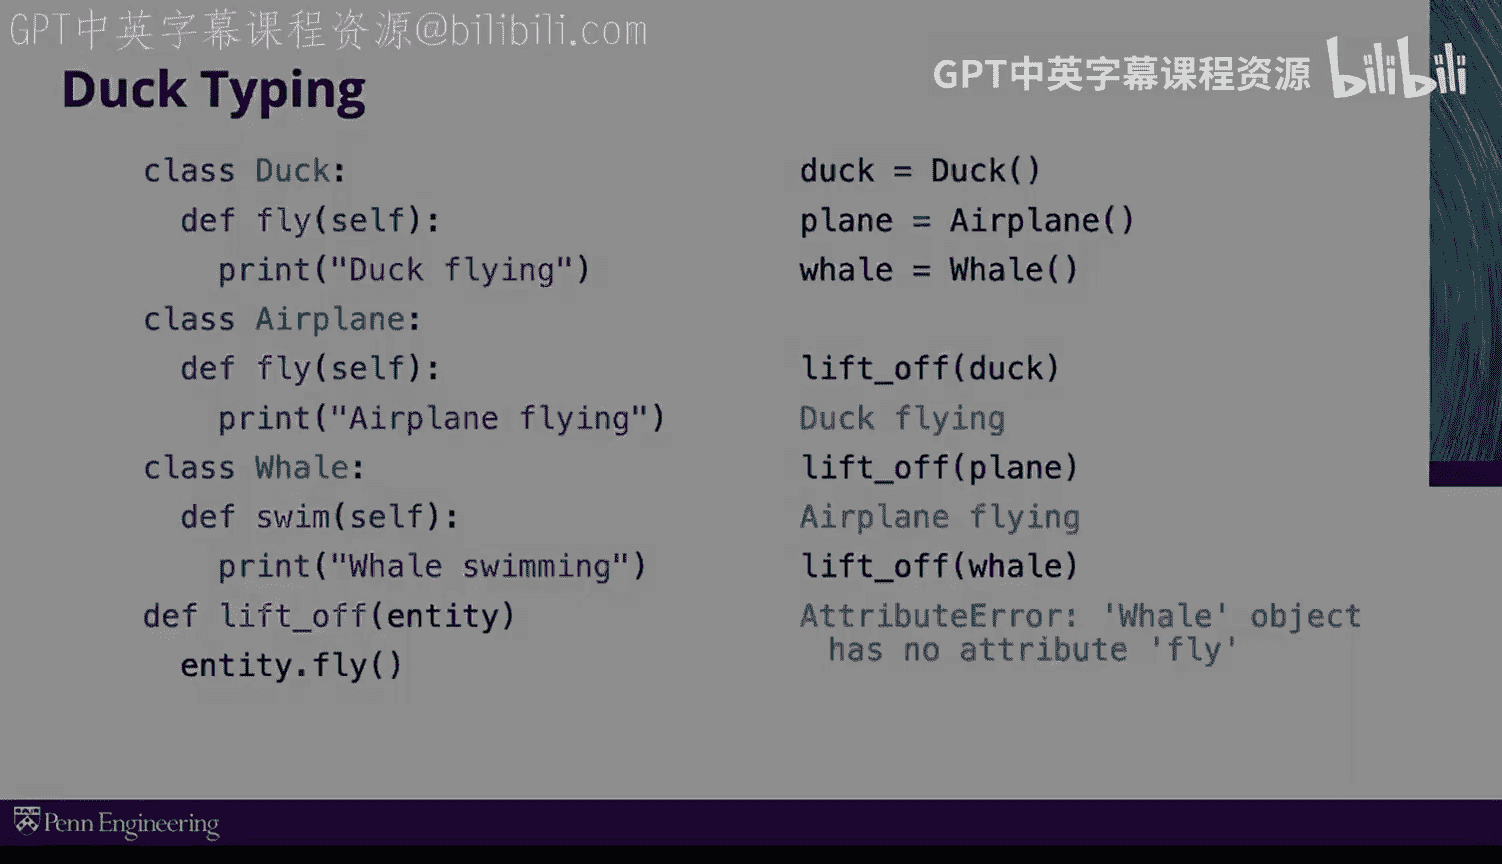 GPT中英字幕课程资源@bilibili.com
GPT中英字幕课程资源 bilibili
Duck Typing
class Duck:
def fly(self):
print("Duck flying")
class Airplane:
def fly(self):
print("Airplane flying")
class Whale:
def swim(self):
print("Whale swimming")
def lift_off(entity)
entity.fly()
duck = Duck()
plane = Airplane()
whale = Whale()
lift_off(duck)
Duck flying
lift_off(plane)
Airplane flying
lift_off(whale)
AttributeError: 'Whale' object
has no attribute 'fly'
Penn Engineering